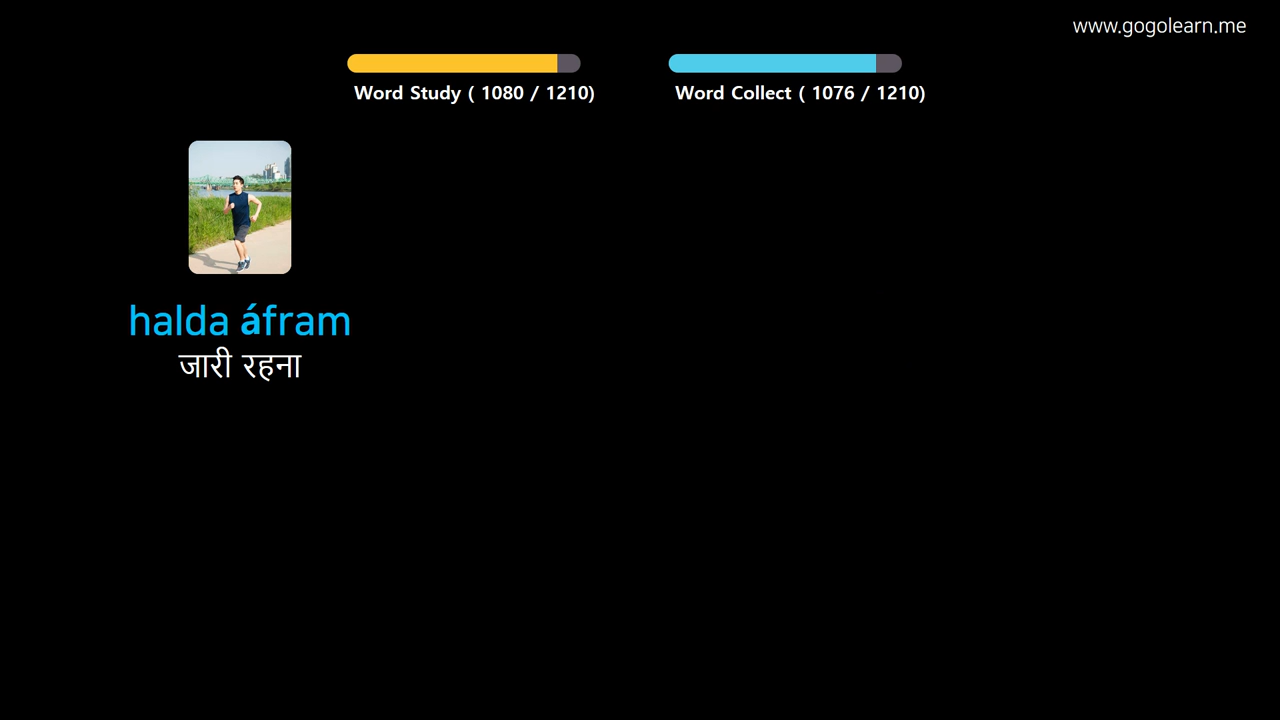 www.gogolearn.me
Word Study ( 1080 / 1210)
Word Collect ( 1076 / 1210)
halda áfram
जारी रहना